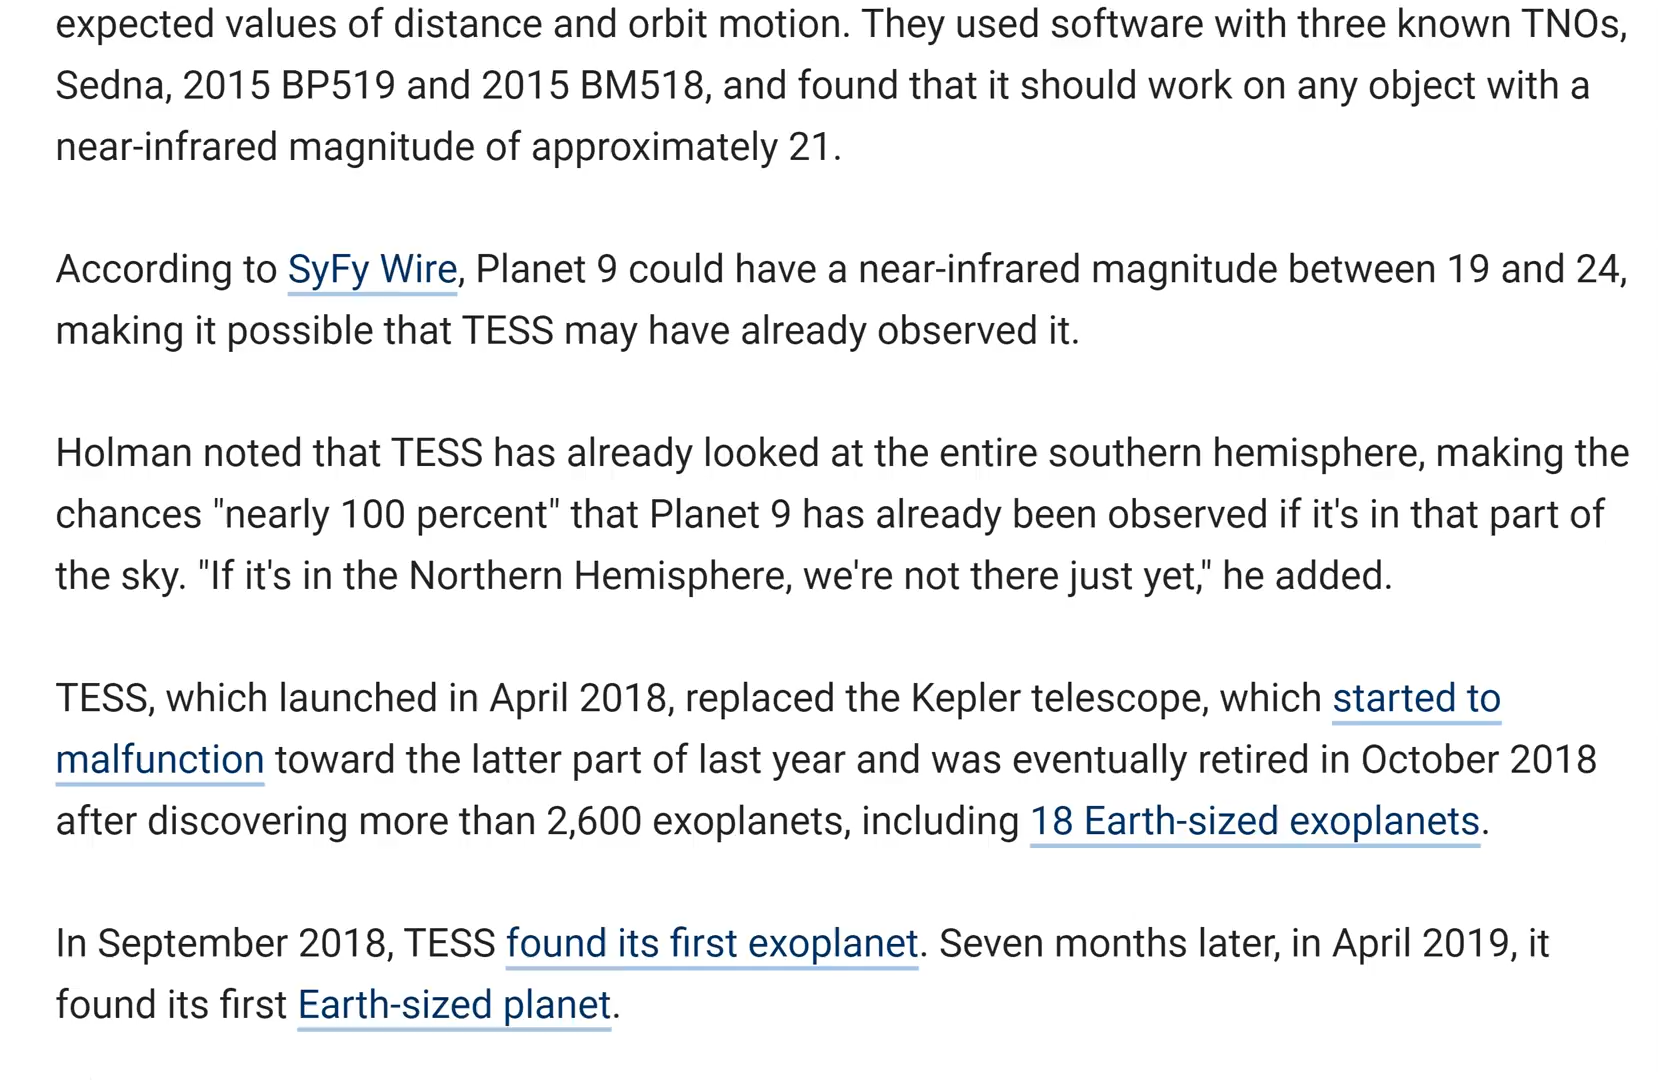 expected values of distance and orbit motion. They used software with three known TNOs,
Sedna, 2015 BP519 and 2015 BM518, and found that it should work on any object with a
near-infrared magnitude of approximately 21.
According to SyFy Wire, Planet 9 could have a near-infrared magnitude between 19 and 24,
making it possible that TESS may have already observed it.
Holman noted that TESS has already looked at the entire southern hemisphere, making the
chances "nearly 100 percent" that Planet 9 has already been observed if it's in that part of
the sky. "If it's in the Northern Hemisphere, we're not there just yet," he added.
TESS, which launched in April 2018, replaced the Kepler telescope, which started to
malfunction toward the latter part of last year and was eventually retired in October 2018
after discovering more than 2,600 exoplanets, including 18 Earth-sized exoplanets.
In September 2018, TESS found its first exoplanet. Seven months later, in April 2019, it
found its first Earth-sized planet.